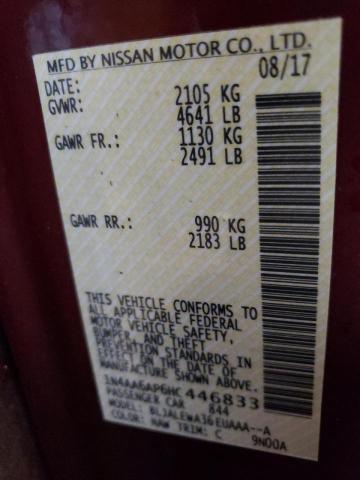 MFD BY NISSAN MOTOR CO., LTD.
DATE: 08/17
GVWR: 2105 KG
4641 LB
GAWR FR.: 1130 KG
2491 LB
GAWR RR.: 990 KG
2183 LB
THIS VEHICLE CONFORMS TO
ALL APPLICABLE FEDERAL
MOTOR VEHICLE SAFETY,
BUMPER, AND THEFT
PREVENTION STANDARDS IN
EFFECT ON THE DATE OF
MANUFACTURE SHOWN ABOVE.
1N4AA6AP6HC446833
PASSENGER CAR 844
MODEL: BLJALEWA36EUAAA--A
COLOR: NAW TRIM: C 9N00A